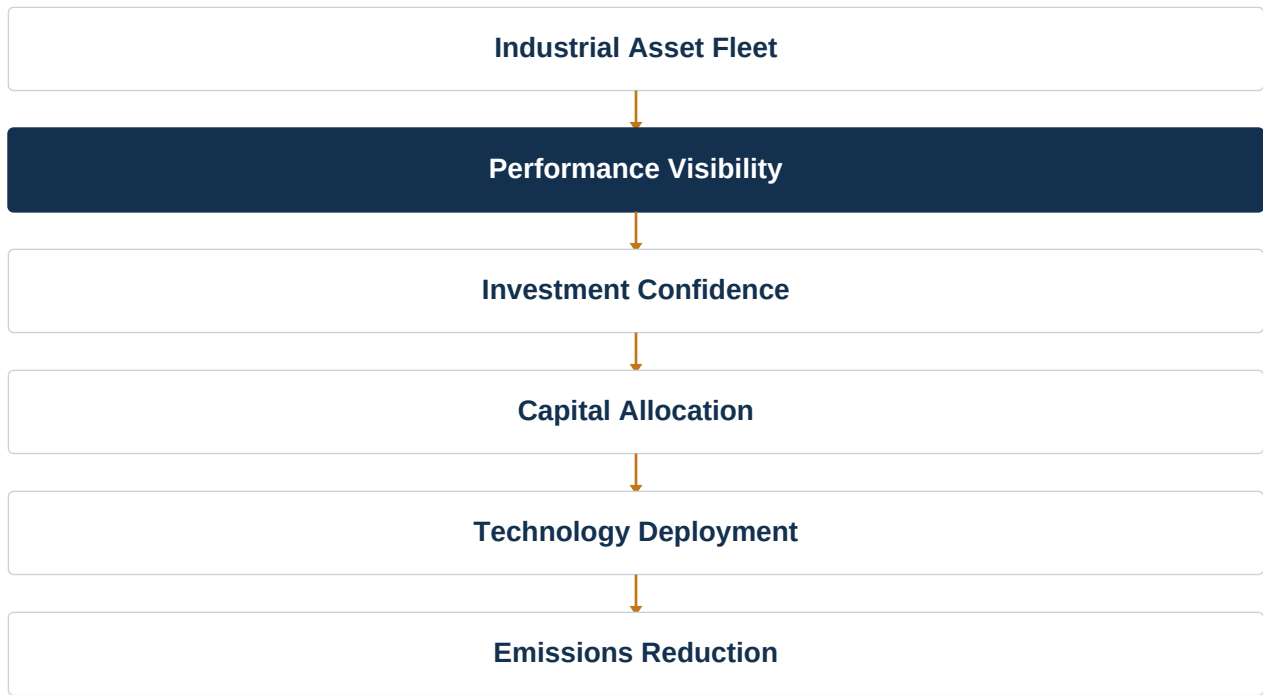 Industrial Asset Fleet
Performance Visibility
Investment Confidence
Capital Allocation
Technology Deployment
Emissions Reduction